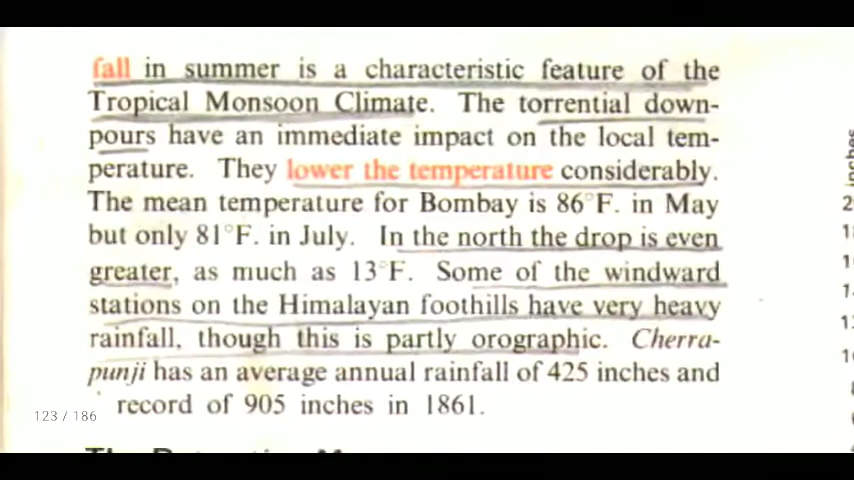 fall in summer is a characteristic feature of the
Tropical Monsoon Climate. The torrential down-
pours have an immediate impact on the local tem-
perature. They lower the temperature considerably.
The mean temperature for Bombay is 86°F. in May
but only 81°F. in July. In the north the drop is even
greater, as much as 13°F. Some of the windward
stations on the Himalayan foothills have very heavy
rainfall, though this is partly orographic. Cherra-
punji has an average annual rainfall of 425 inches and
record of 905 inches in 1861.
123 / 186
inches